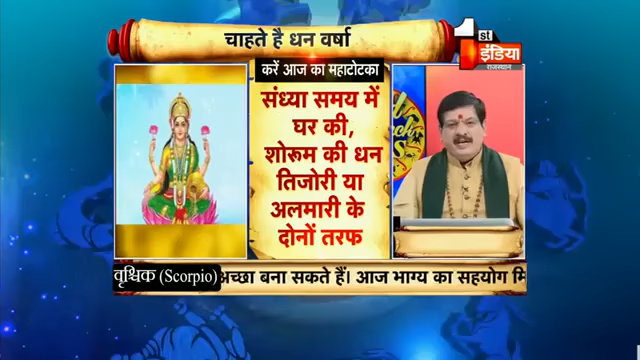 चाहते है धन वर्षा
1st
इंडिया
राजस्थान
करें आज का महाटोटका
संध्या समय में
घर की,
शोरूम की धन
तिजोरी या
अलमारी के
दोनों तरफ
वृश्चिक (Scorpio)
अच्छा बना सकते हैं। आज भाग्य का सहयोग मि